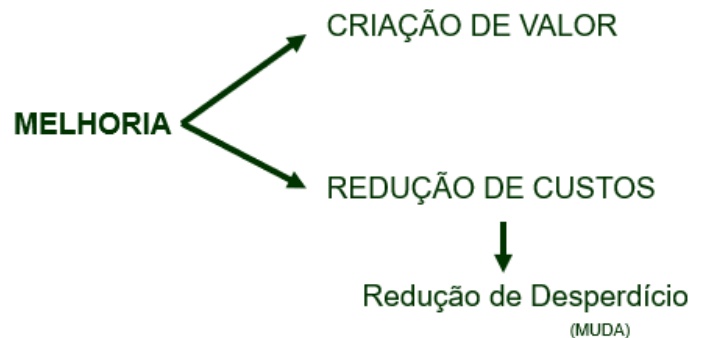 CRIAÇÃO DE VALOR
MELHORIA
REDUÇÃO DE CUSTOS
Redução de Desperdício
(MUDA)